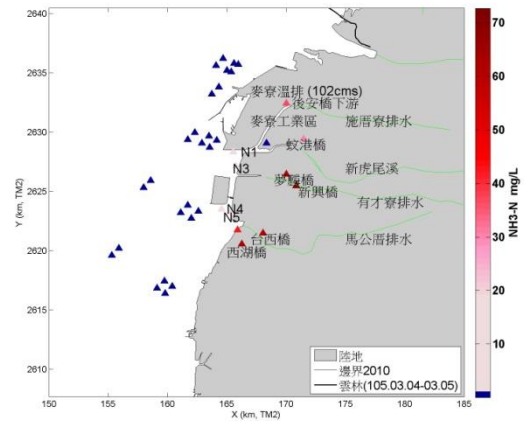 2640
2635
2630
2625
2620
2615
2610
Y (km, TM2)
150
155
160
165
170
175
180
185
X (km, TM2)
麥寮溫排 (102cms)
後安橋下游
麥寮工業區
施厝寮排水
N1
蚊港橋
N3
新虎尾溪
夢麟橋
新興橋
有才寮排水
N4
N5
馬公厝排水
台西橋
西湖橋
陸地
邊界2010
雲林(105.03.04-03.05)
70
60
50
40
30
20
10
NH3-N mg/L